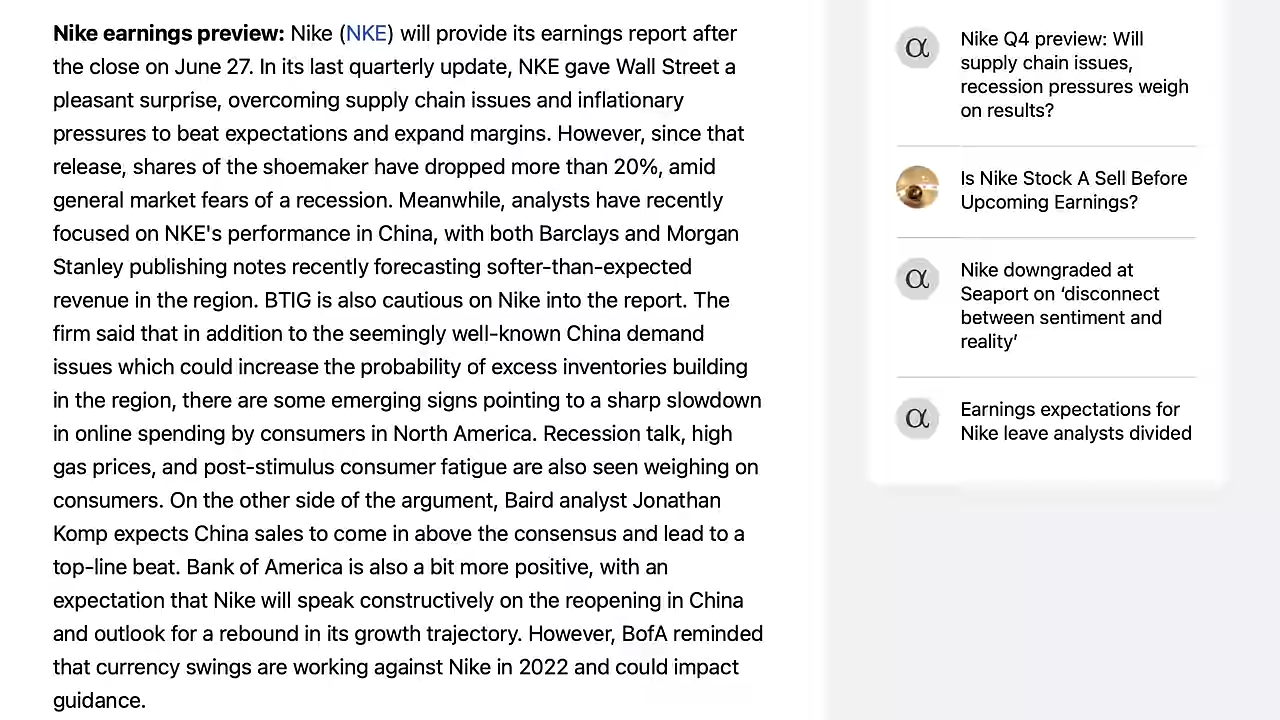 Nike earnings preview: Nike (NKE) will provide its earnings report after
the close on June 27. In its last quarterly update, NKE gave Wall Street a
pleasant surprise, overcoming supply chain issues and inflationary
pressures to beat expectations and expand margins. However, since that
release, shares of the shoemaker have dropped more than 20%, amid
general market fears of a recession. Meanwhile, analysts have recently
focused on NKE's performance in China, with both Barclays and Morgan
Stanley publishing notes recently forecasting softer-than-expected
revenue in the region. BTIG is also cautious on Nike into the report. The
firm said that in addition to the seemingly well-known China demand
issues which could increase the probability of excess inventories building
in the region, there are some emerging signs pointing to a sharp slowdown
in online spending by consumers in North America. Recession talk, high
gas prices, and post-stimulus consumer fatigue are also seen weighing on
consumers. On the other side of the argument, Baird analyst Jonathan
Komp expects China sales to come in above the consensus and lead to a
top-line beat. Bank of America is also a bit more positive, with an
expectation that Nike will speak constructively on the reopening in China
and outlook for a rebound in its growth trajectory. However, BofA reminded
that currency swings are working against Nike in 2022 and could impact
guidance.
α
Nike Q4 preview: Will
supply chain issues,
recession pressures weigh
on results?
Is Nike Stock A Sell Before
Upcoming Earnings?
α
Nike downgraded at
Seaport on ‘disconnect
between sentiment and
reality’
α
Earnings expectations for
Nike leave analysts divided